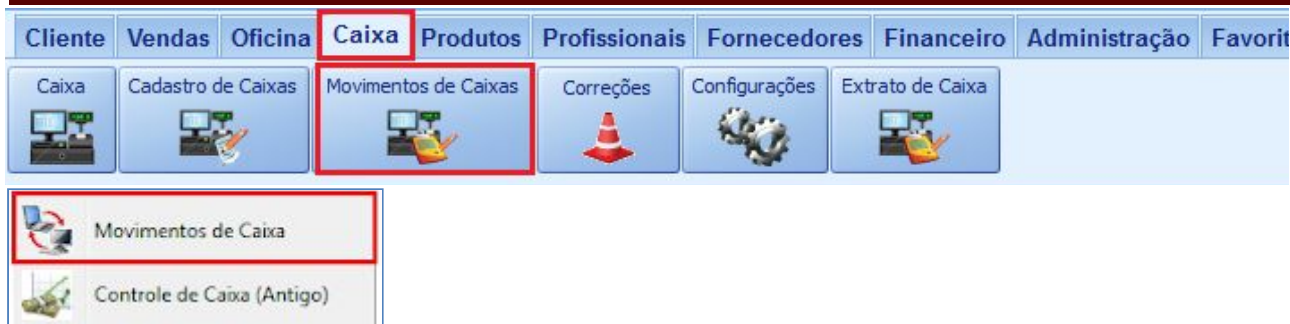 Cliente Vendas Oficina Caixa Produtos Profissionais Fornecedores Financeiro Administração Favorit
Caixa Cadastro de Caixas Movimentos de Caixas Correções Configurações Extrato de Caixa
Movimentos de Caixa
Controle de Caixa (Antigo)